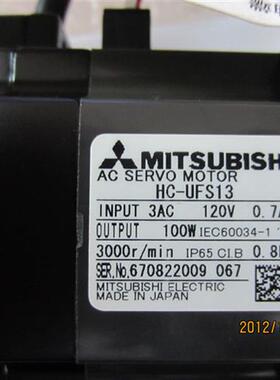 MITSUBISHI
AC SERVO MOTOR
HC-UFS13
INPUT 3AC 120V 0.7
OUTPUT 100W IEC60034-1
3000r/min IP65 CI.B 0.8
SER.No.670822009 067
MITSUBISHI ELECTRIC
MADE IN JAPAN
2012/